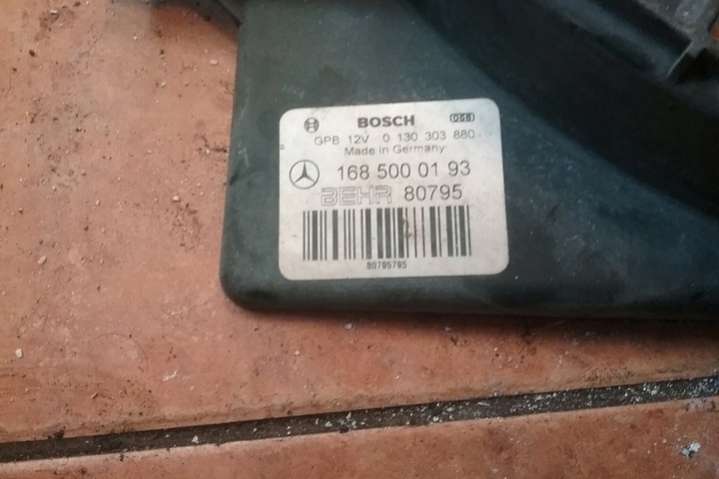 BOSCH
GPB 12V 0 130 303 880
Made in Germany
168 500 01 93
BEHR 80795
80795795